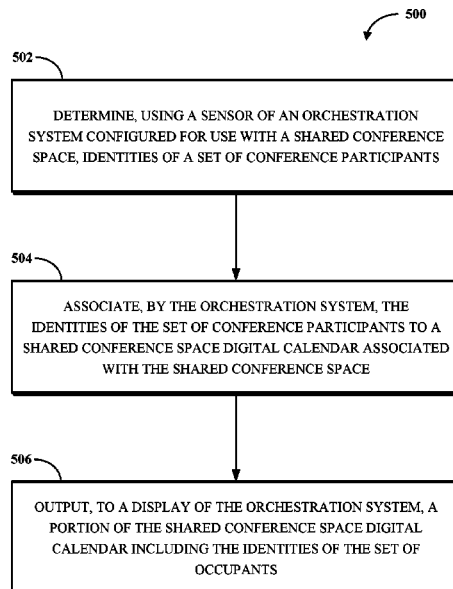 500
502
DETERMINE, USING A SENSOR OF AN ORCHESTRATION
SYSTEM CONFIGURED FOR USE WITH A SHARED CONFERENCE
SPACE, IDENTITIES OF A SET OF CONFERENCE PARTICIPANTS
504
ASSOCIATE, BY THE ORCHESTRATION SYSTEM, THE
IDENTITIES OF THE SET OF CONFERENCE PARTICIPANTS TO A
SHARED CONFERENCE SPACE DIGITAL CALENDAR ASSOCIATED
WITH THE SHARED CONFERENCE SPACE
506
OUTPUT, TO A DISPLAY OF THE ORCHESTRATION SYSTEM, A
PORTION OF THE SHARED CONFERENCE SPACE DIGITAL
CALENDAR INCLUDING THE IDENTITIES OF THE SET OF
OCCUPANTS